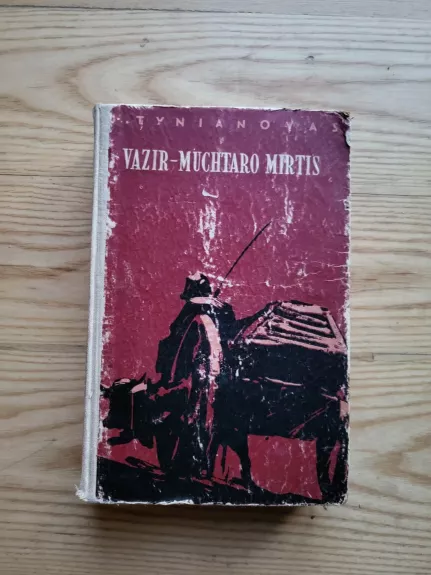 . TYNIANOVAS
VAZIR-MUCHTARO MIRTIS